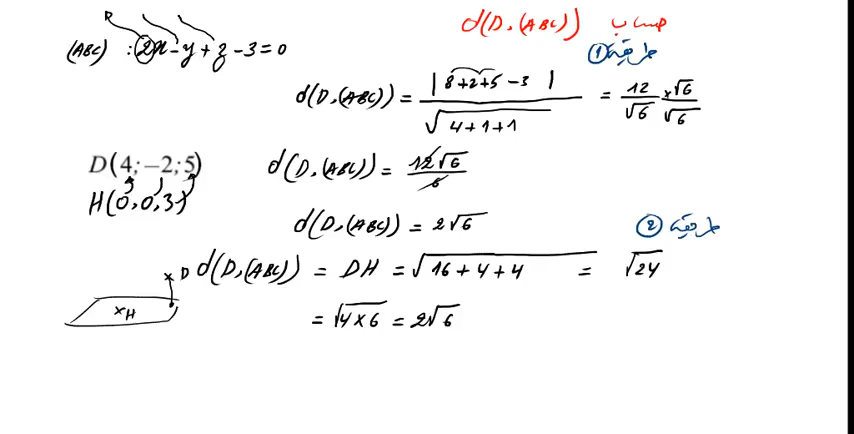 d(D, (ABC)) حساب
(ABC) : 2x - y + z - 3 = 0
طريقة 1
d(D, (ABC)) = |8+2+5-3| / √(4+1+1) = 12/√6 ×√6/√6
D(4;-2;5)
d(D, (ABC)) = 12√6/6
H(0,0,3)
d(D, (ABC)) = 2√6
طريقة 2
D
d(D, (ABC)) = DH = √(16+4+4) = √24
×H
= √(4×6) = 2√6